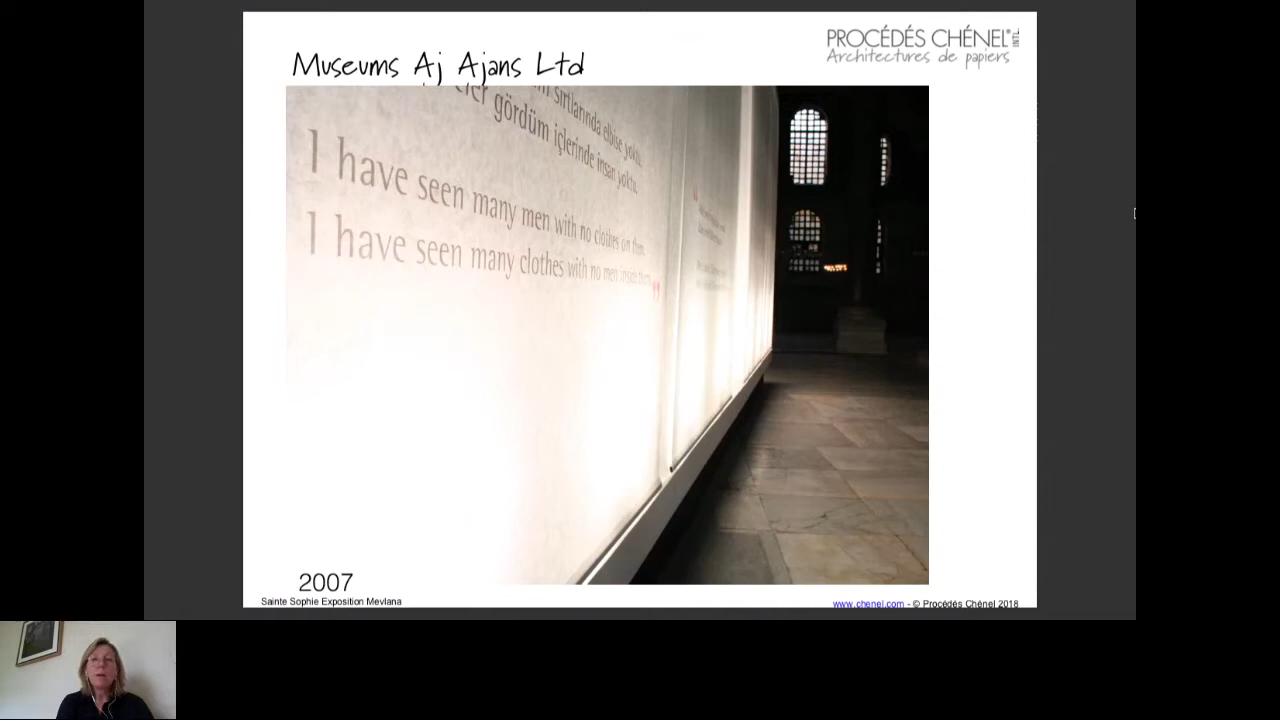 PROCÉDÉS CHÉNEL® INTL.
Architectures de papiers
Museums Aj Ajans Ltd
sırtlarında elbise yoktu.
gördüm içlerinde insan yoktu.
I have seen many men with no clothes on them.
I have seen many clothes with no men inside them.
2007
Sainte Sophie Exposition Mevlana
www.chenel.com - © Procédés Chénel 2018